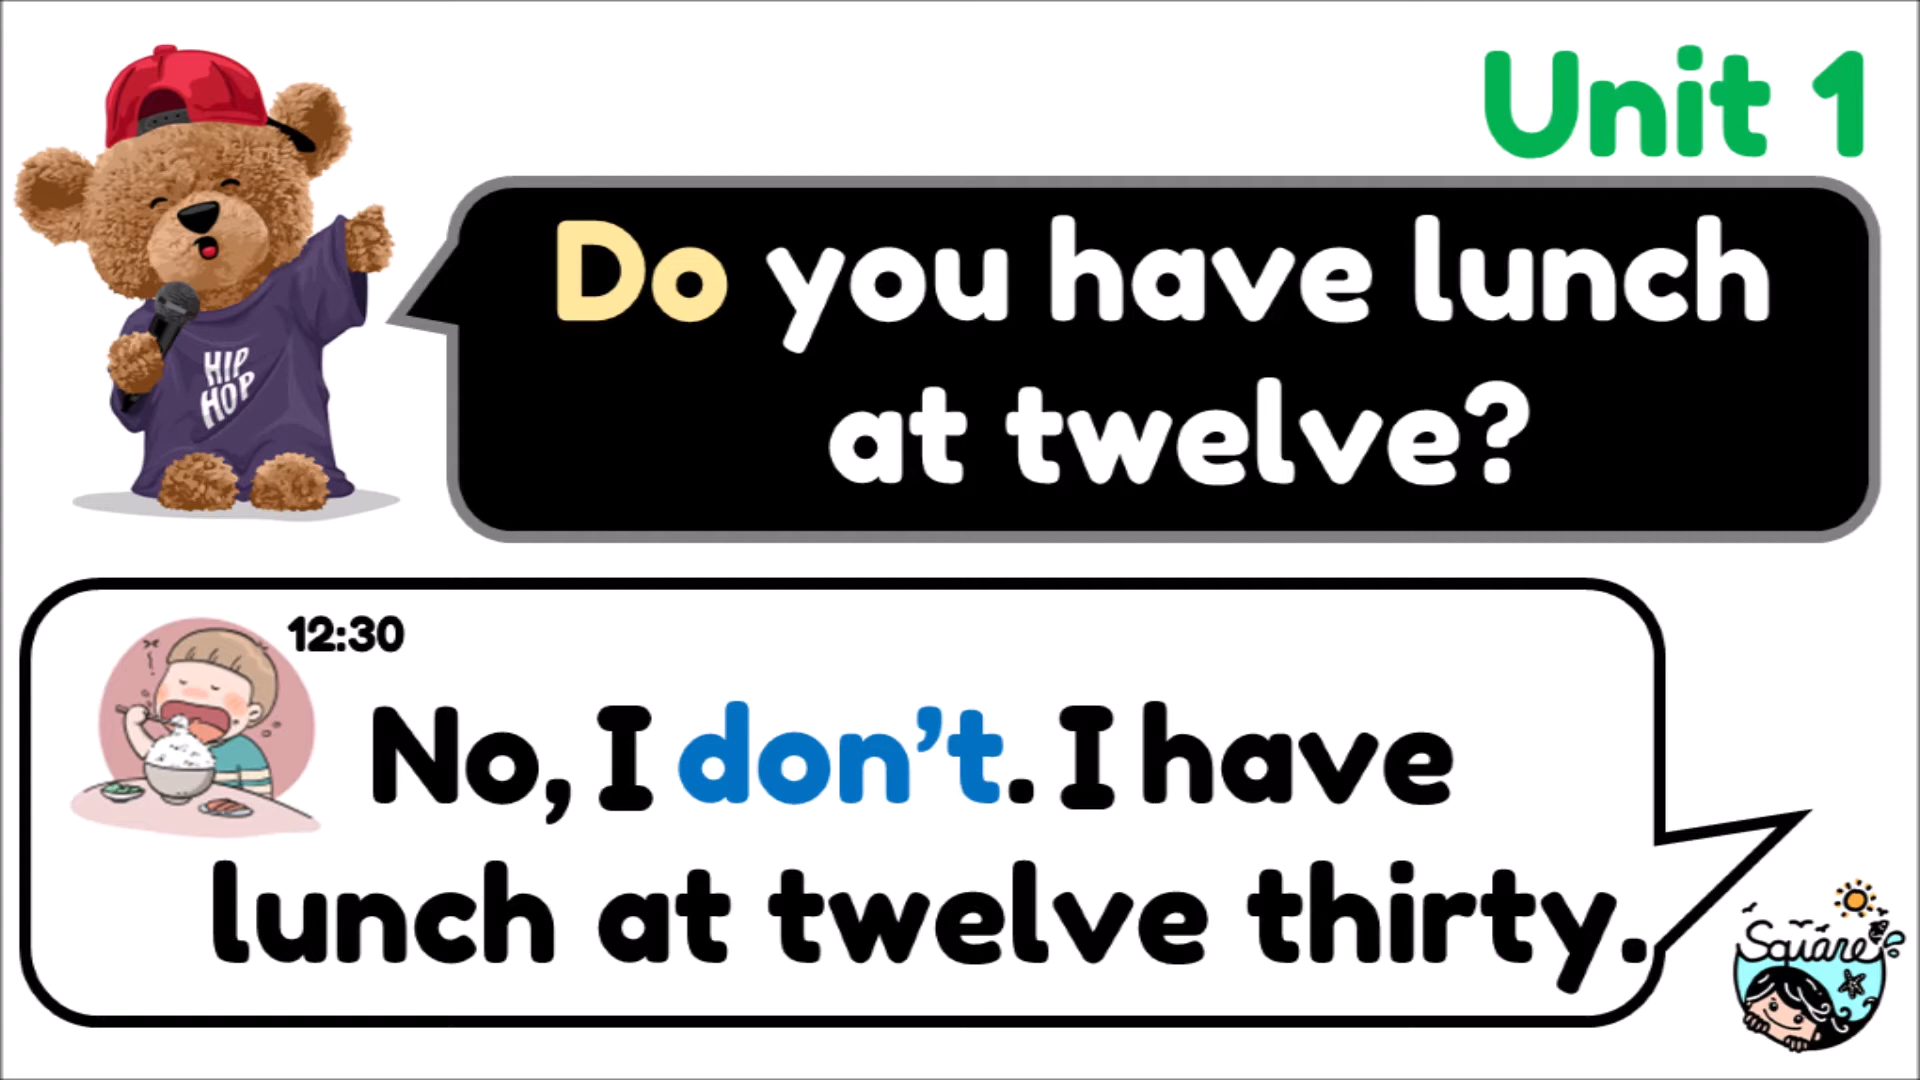 Unit 1
Do you have lunch
at twelve?
HIP
HOP
12:30
No, I don't. I have
lunch at twelve thirty.
Square